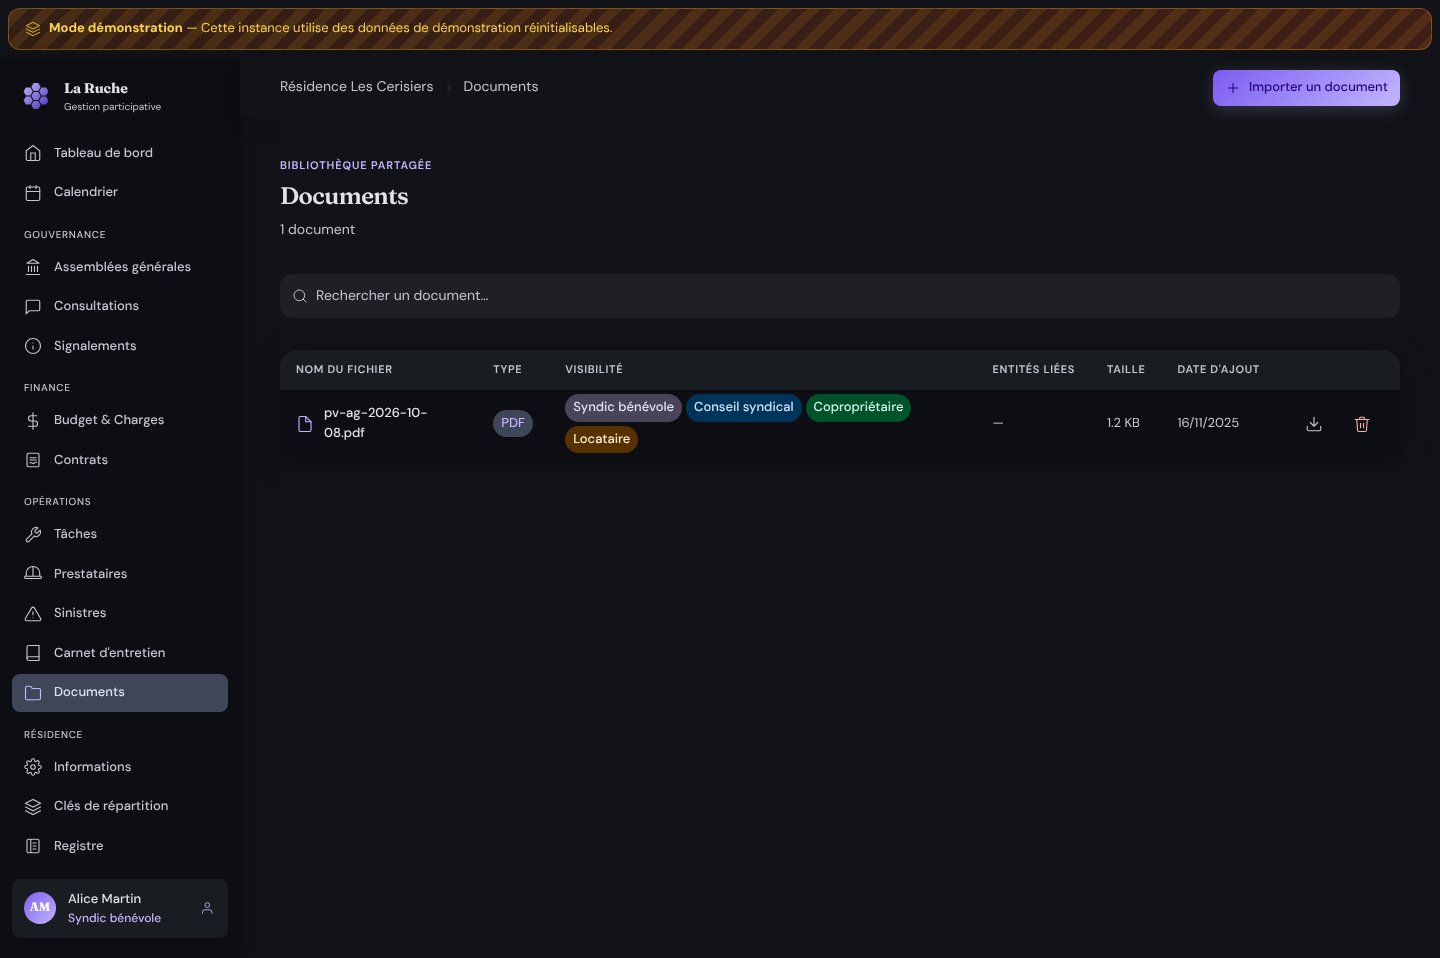 Mode démonstration — Cette instance utilise des données de démonstration réinitialisables.
La Ruche
Gestion participative
Résidence Les Cerisiers
Documents
Importer un document
Tableau de bord
Calendrier
GOUVERNANCE
Assemblées générales
Consultations
Signalements
FINANCE
Budget & Charges
Contrats
OPÉRATIONS
Tâches
Prestataires
Sinistres
Carnet d'entretien
Documents
RÉSIDENCE
Informations
Clés de répartition
Registre
AM
Alice Martin
Syndic bénévole
BIBLIOTHÈQUE PARTAGÉE
Documents
1 document
Rechercher un document...
NOM DU FICHIER TYPE VISIBILITÉ ENTITÉS LIÉES TAILLE DATE D'AJOUT
pv-ag-2026-10-
08.pdf
PDF
Syndic bénévole Conseil syndical Copropriétaire
Locataire
—
1.2 KB
16/11/2025